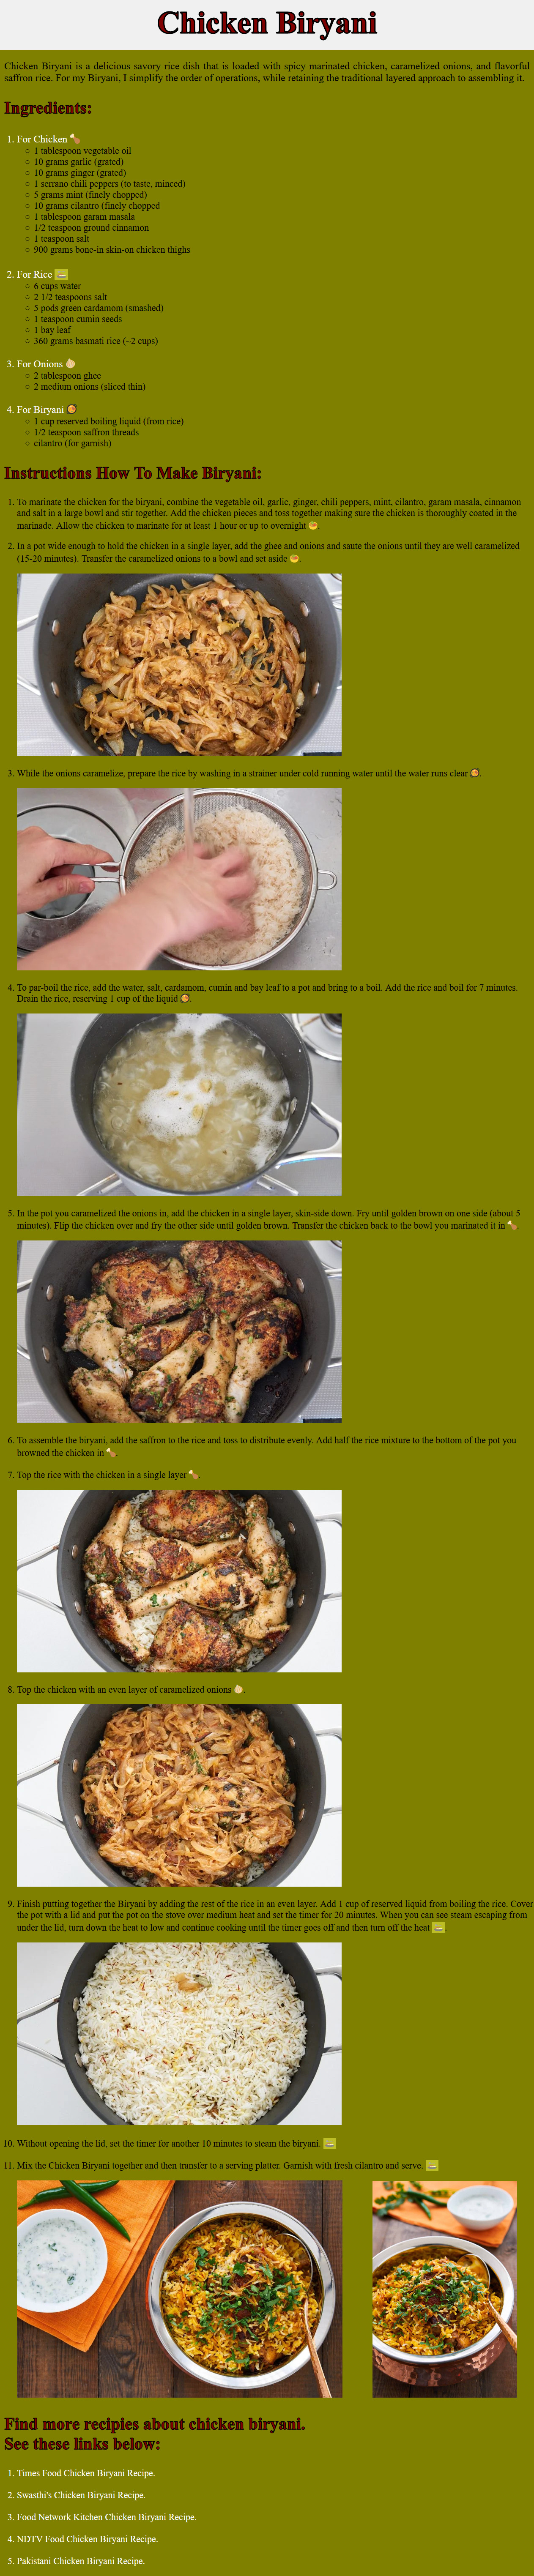 Chicken Biryani
Chicken Biryani is a delicious savory rice dish that is loaded with spicy marinated chicken, caramelized onions, and flavorful
saffron rice. For my Biryani, I simplify the order of operations, while retaining the traditional layered approach to assembling it.
Ingredients:
1. For Chicken 🍗
1 tablespoon vegetable oil
10 grams garlic (grated)
10 grams ginger (grated)
1 serrano chili peppers (to taste, minced)
5 grams mint (finely chopped)
10 grams cilantro (finely chopped
1 tablespoon garam masala
1/2 teaspoon ground cinnamon
1 teaspoon salt
900 grams bone-in skin-on chicken thighs
2. For Rice
6 cups water
2 1/2 teaspoons salt
5 pods green cardamom (smashed)
1 teaspoon cumin seeds
1 bay leaf
360 grams basmati rice (~2 cups)
3. For Onions
2 tablespoon ghee
2 medium onions (sliced thin)
4. For Biryani
1 cup reserved boiling liquid (from rice)
1/2 teaspoon saffron threads
cilantro (for garnish)
Instructions How To Make Biryani:
1. To marinate the chicken for the biryani, combine the vegetable oil, garlic, ginger, chili peppers, mint, cilantro, garam masala, cinnamon
and salt in a large bowl and stir together. Add the chicken pieces and toss together making sure the chicken is thoroughly coated in the
marinade. Allow the chicken to marinate for at least 1 hour or up to overnight .
2. In a pot wide enough to hold the chicken in a single layer, add the ghee and onions and saute the onions until they are well caramelized
(15-20 minutes). Transfer the caramelized onions to a bowl and set aside .
3. While the onions caramelize, prepare the rice by washing in a strainer under cold running water until the water runs clear .
4. To par-boil the rice, add the water, salt, cardamom, cumin and bay leaf to a pot and bring to a boil. Add the rice and boil for 7 minutes.
Drain the rice, reserving 1 cup of the liquid .
5. In the pot you caramelized the onions in, add the chicken in a single layer, skin-side down. Fry until golden brown on one side (about 5
minutes). Flip the chicken over and fry the other side until golden brown. Transfer the chicken back to the bowl you marinated it in 🍗.
6. To assemble the biryani, add the saffron to the rice and toss to distribute evenly. Add half the rice mixture to the bottom of the pot you
browned the chicken in 🍗.
7. Top the rice with the chicken in a single layer 🍗.
8. Top the chicken with an even layer of caramelized onions .
9. Finish putting together the Biryani by adding the rest of the rice in an even layer. Add 1 cup of reserved liquid from boiling the rice. Cover
the pot with a lid and put the pot on the stove over medium heat and set the timer for 20 minutes. When you can see steam escaping from
under the lid, turn down the heat to low and continue cooking until the timer goes off and then turn off the heat
10. Without opening the lid, set the timer for another 10 minutes to steam the biryani.
11. Mix the Chicken Biryani together and then transfer to a serving platter. Garnish with fresh cilantro and serve.
Find more recipies about chicken biryani.
See these links below:
1. Times Food Chicken Biryani Recipe.
2. Swasthi's Chicken Biryani Recipe.
3. Food Network Kitchen Chicken Biryani Recipe.
4. NDTV Food Chicken Biryani Recipe.
5. Pakistani Chicken Biryani Recipe.